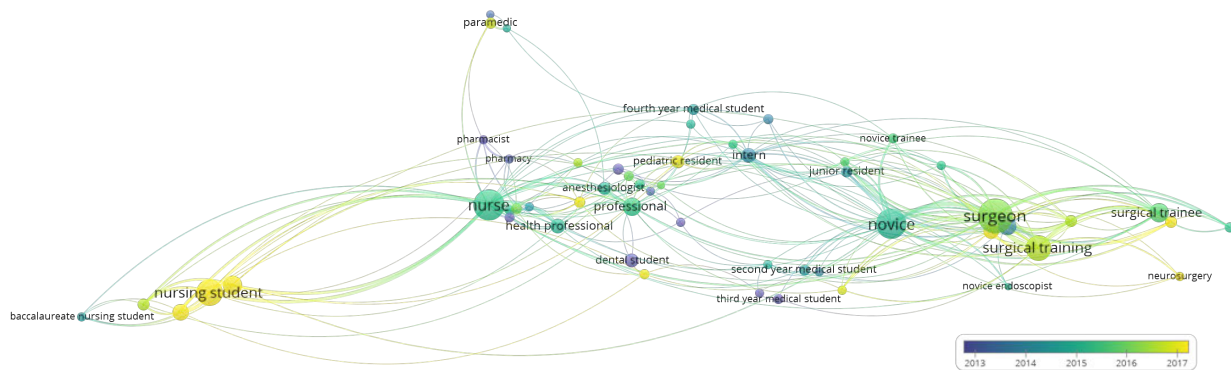 paramedic
fourth year medical student
pharmacist
novice trainee
intern
pharmacy
pediatric resident
junior resident
anesthesiologist
nurse
professional
surgeon
surgical trainee
health professional
novice
surgical training
dental student
second year medical student
neurosurgery
novice endoscopist
nursing student
third year medical student
baccalaureate nursing student
2013 2014 2015 2016 2017